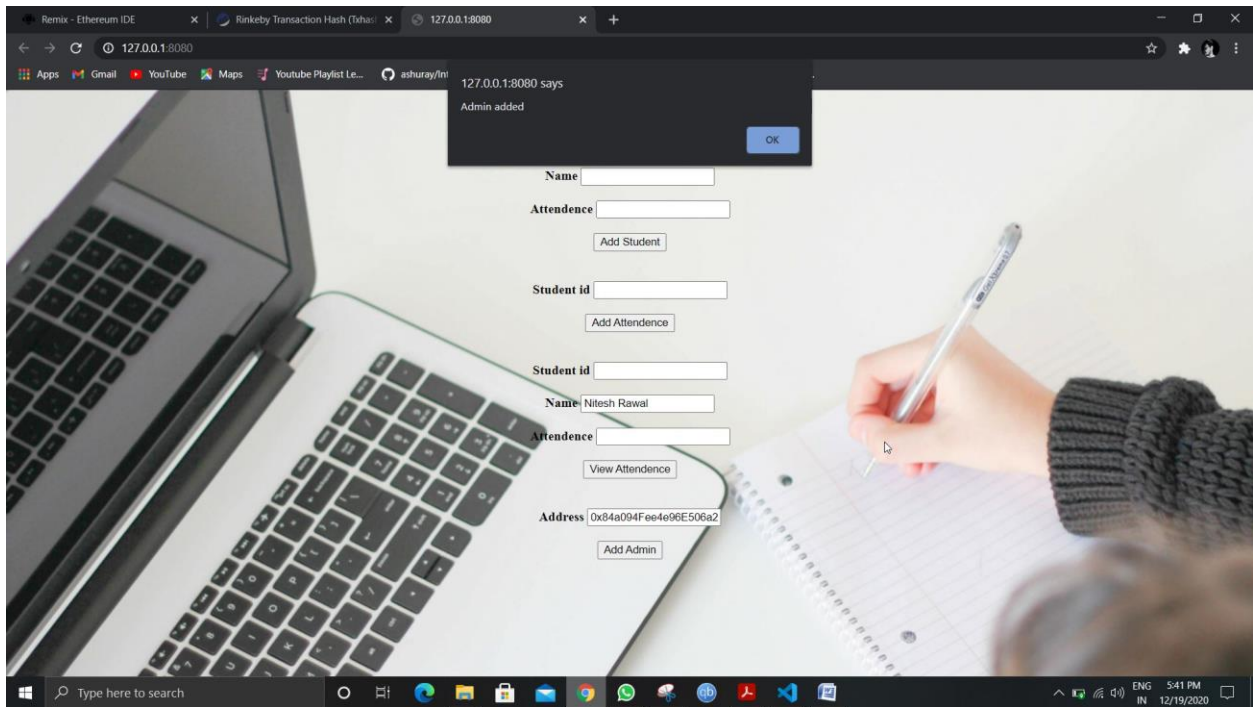 Remix - Ethereum IDE
Rinkeby Transaction Hash (Txhas
127.0.0.1:8080
127.0.0.1:8080
Apps
Gmail
YouTube
Maps
Youtube Playlist Le...
ashuray/Int
127.0.0.1:8080 says
Admin added
OK
Name
Attendence
Add Student
Student id
Add Attendence
Student id
Name Nitesh Rawal
Attendence
View Attendence
Address 0x84a094Fee4e96E506a2
Add Admin
Type here to search
ENG
IN
5:41 PM
12/19/2020